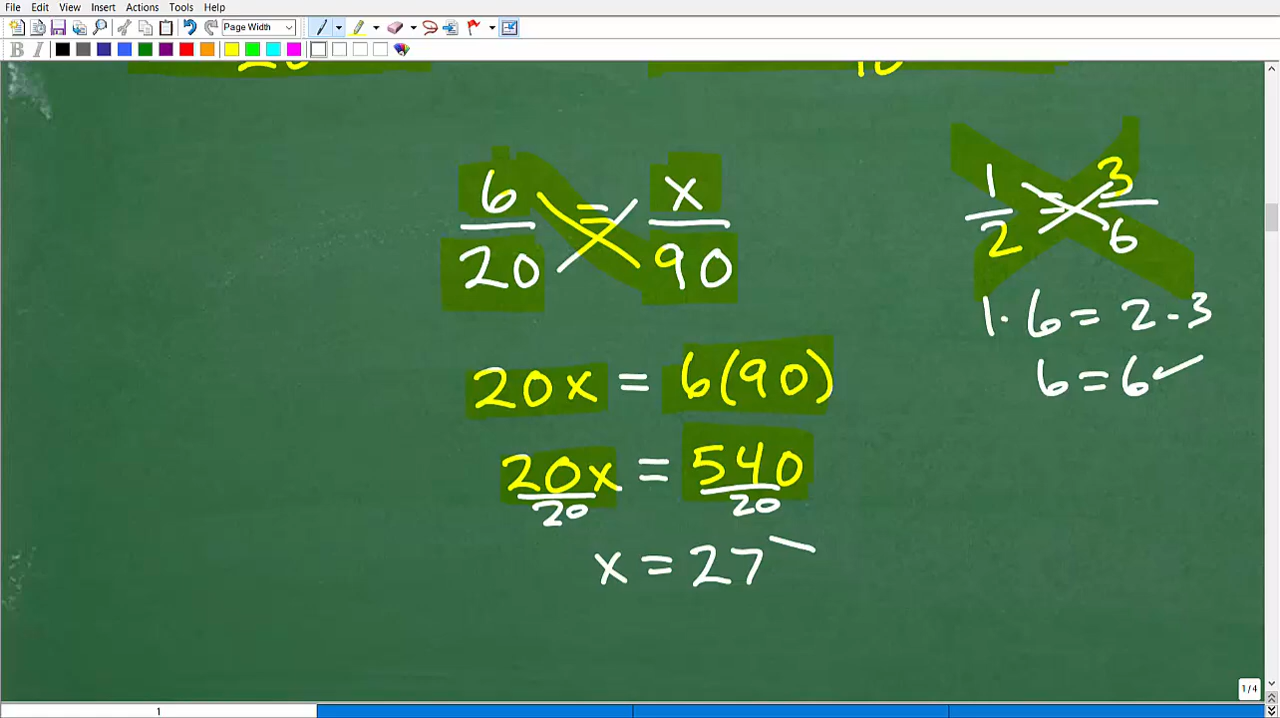 File Edit View Insert Actions Tools Help
Page Width
B I
6/20 = x/90
20x = 6(90)
20x/20 = 540/20
x = 27
1/2 = 3/6
1 · 6 = 2 · 3
6 = 6 ✓
1/4
1